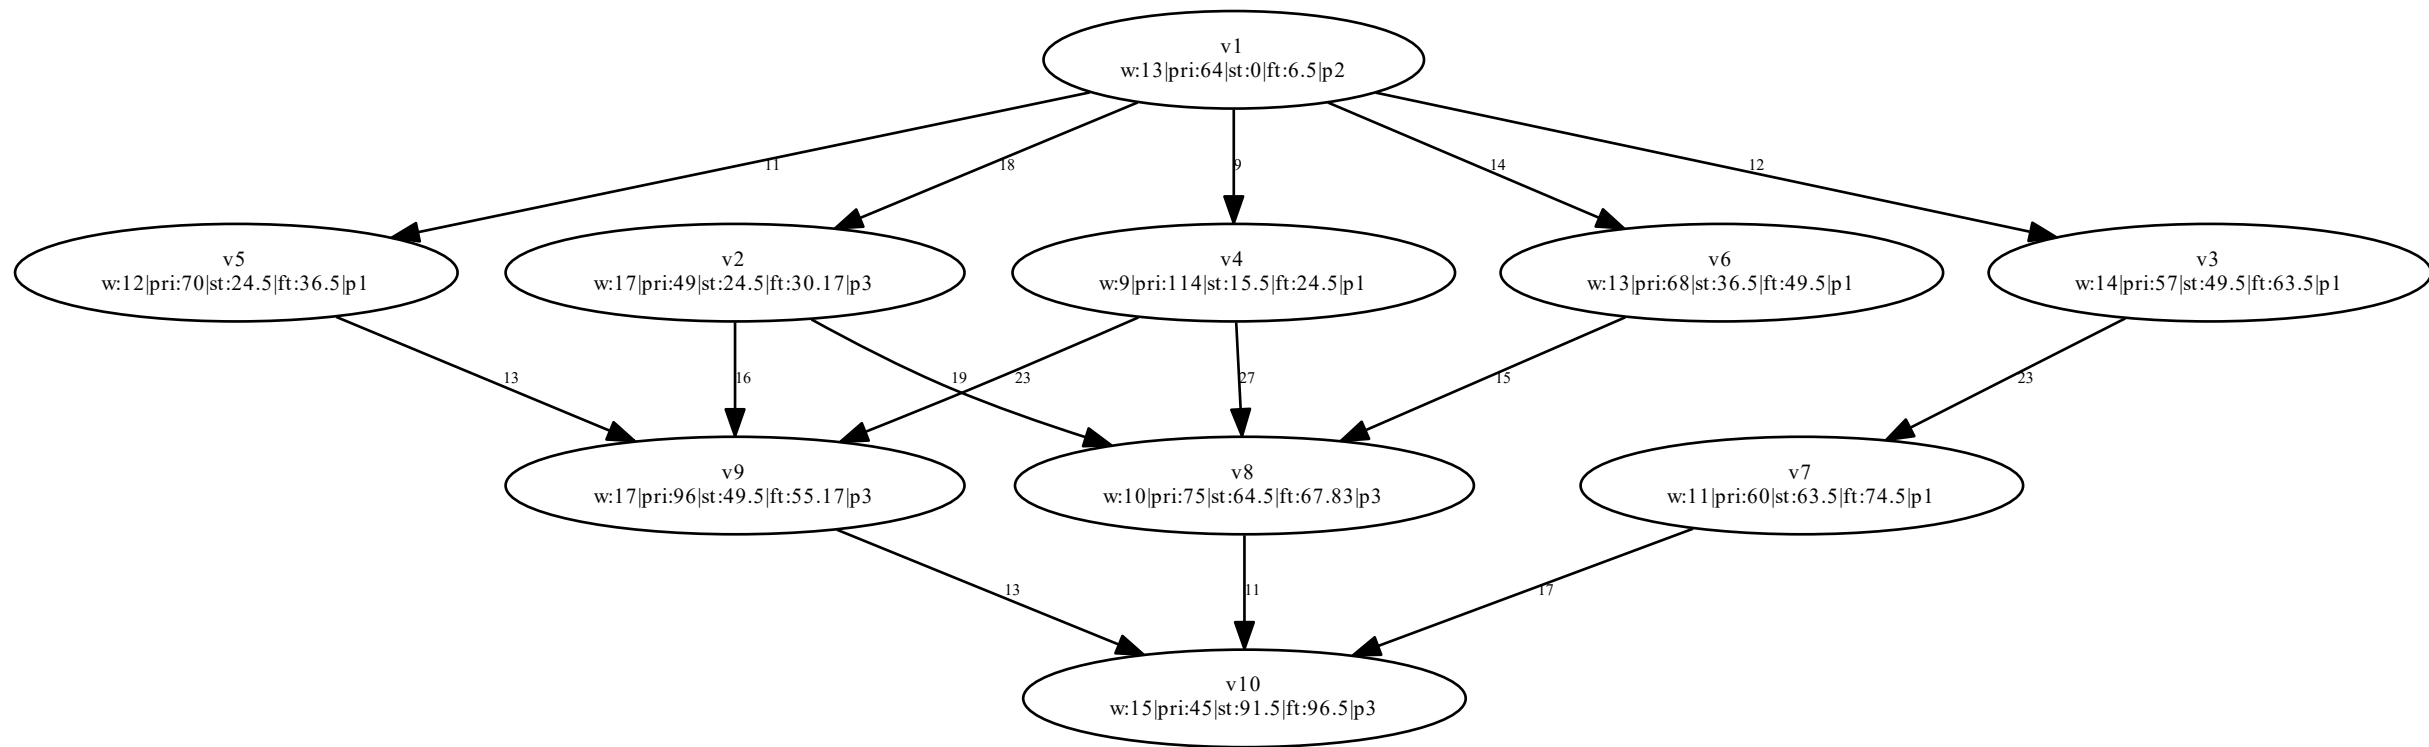 v1
w:13|pri:64|st:0|ft:6.5|p2
11
18
9
14
12
v5
w:12|pri:70|st:24.5|ft:36.5|p1
v2
w:17|pri:49|st:24.5|ft:30.17|p3
v4
w:9|pri:114|st:15.5|ft:24.5|p1
v6
w:13|pri:68|st:36.5|ft:49.5|p1
v3
w:14|pri:57|st:49.5|ft:63.5|p1
13
16
19
23
27
15
23
v9
w:17|pri:96|st:49.5|ft:55.17|p3
v8
w:10|pri:75|st:64.5|ft:67.83|p3
v7
w:11|pri:60|st:63.5|ft:74.5|p1
13
11
17
v10
w:15|pri:45|st:91.5|ft:96.5|p3